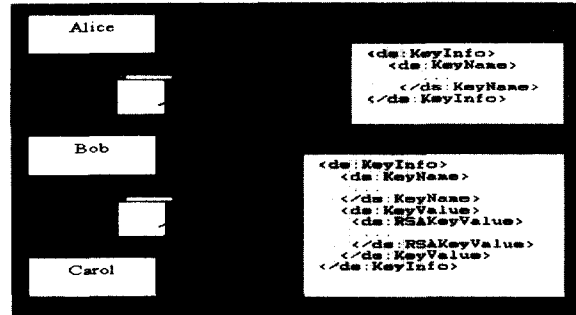 Alice
<ds:KeyInfo>
<ds:KeyName>
....
</ds:KeyName>
</ds:KeyInfo>
Bob
<ds:KeyInfo>
<ds:KeyName>
....
</ds:KeyName>
<ds:KeyValue>
<ds:RSAKeyValue>
....
</ds:RSAKeyValue>
</ds:KeyValue>
</ds:KeyInfo>
Carol